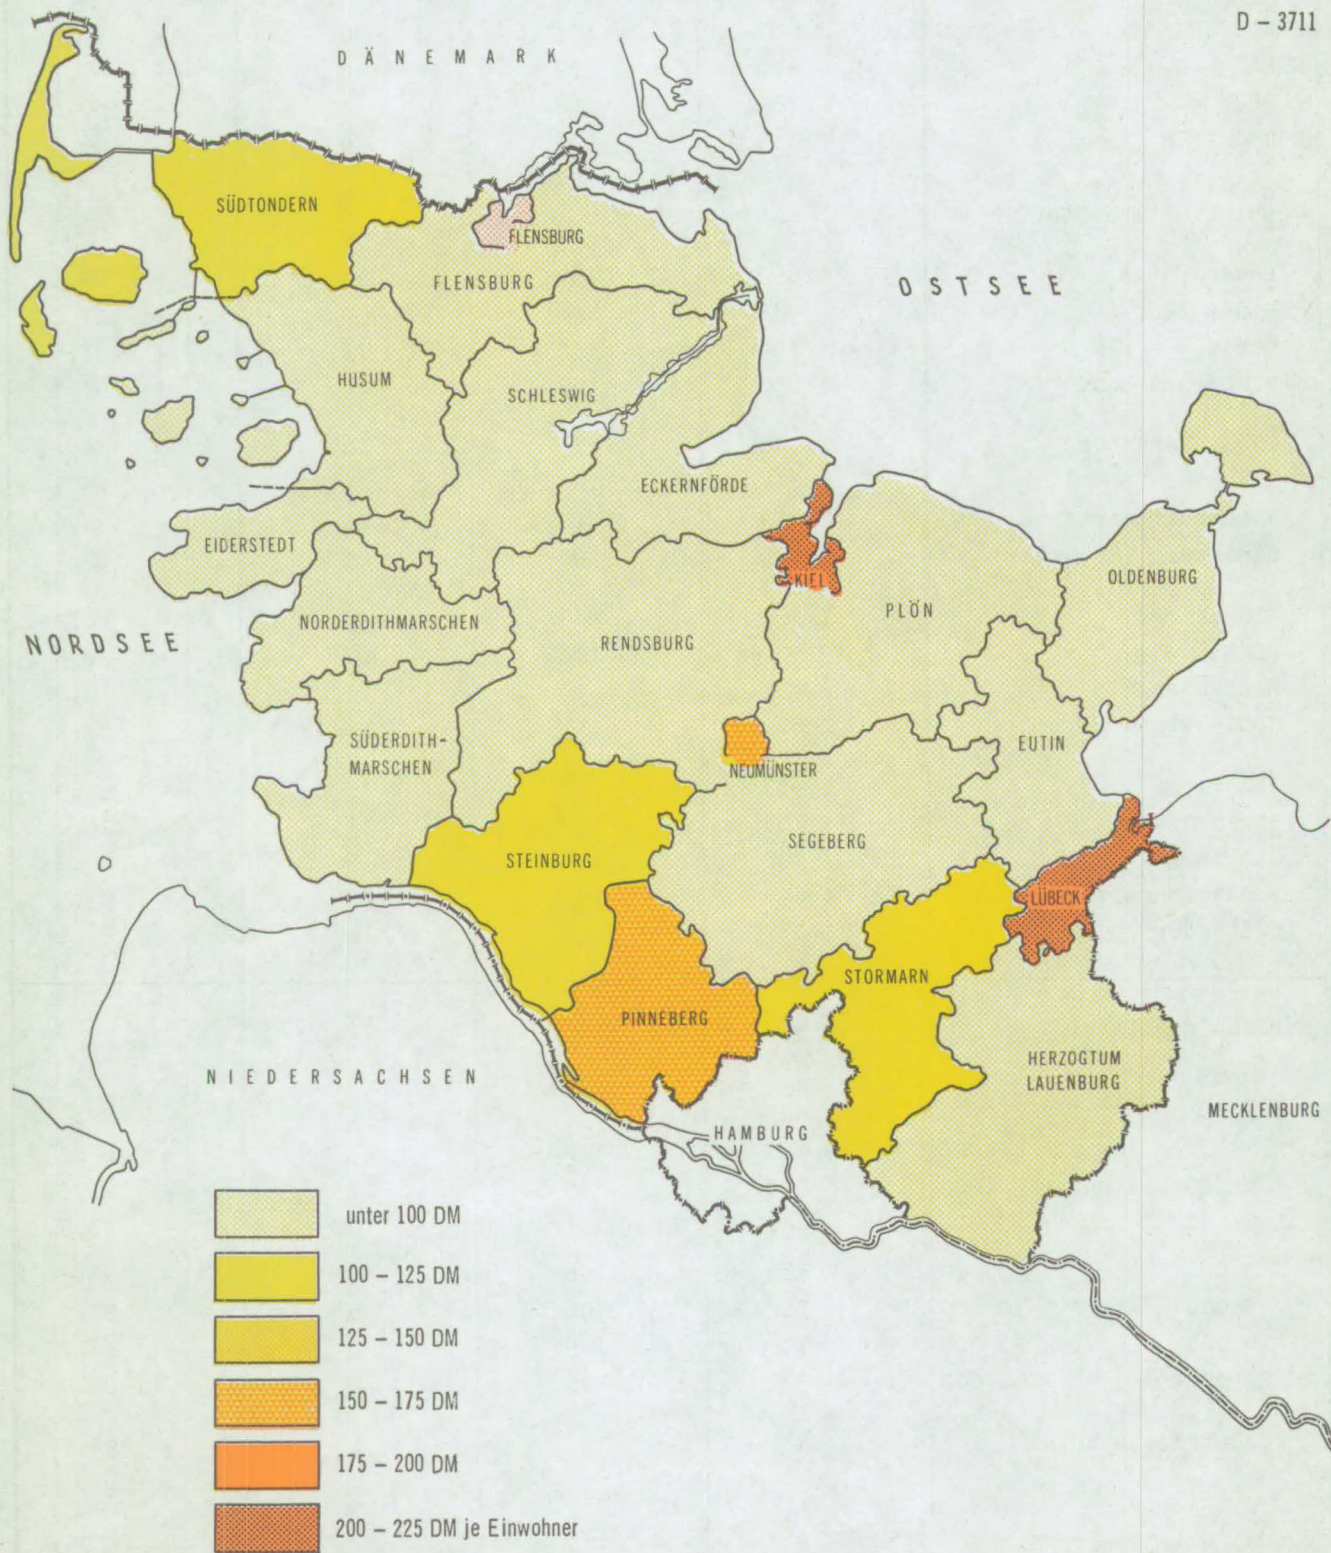 D – 3711
DÄNEMARK
SÜDTONDERN
FLENSBURG
FLENSBURG
OSTSEE
HUSUM
SCHLESWIG
ECKERNFÖRDE
EIDERSTEDT
KIEL
OLDENBURG
NORDERDITHMARSCHEN
PLÖN
NORDSEE
RENDSBURG
SÜDERDITH-
MARSCHEN
EUTIN
NEUMÜNSTER
SEGEBERG
STEINBURG
LÜBECK
STORMARN
PINNEBERG
HERZOGTUM
LAUENBURG
NIEDERSACHSEN
MECKLENBURG
HAMBURG
unter 100 DM
100 – 125 DM
125 – 150 DM
150 – 175 DM
175 – 200 DM
200 – 225 DM je Einwohner